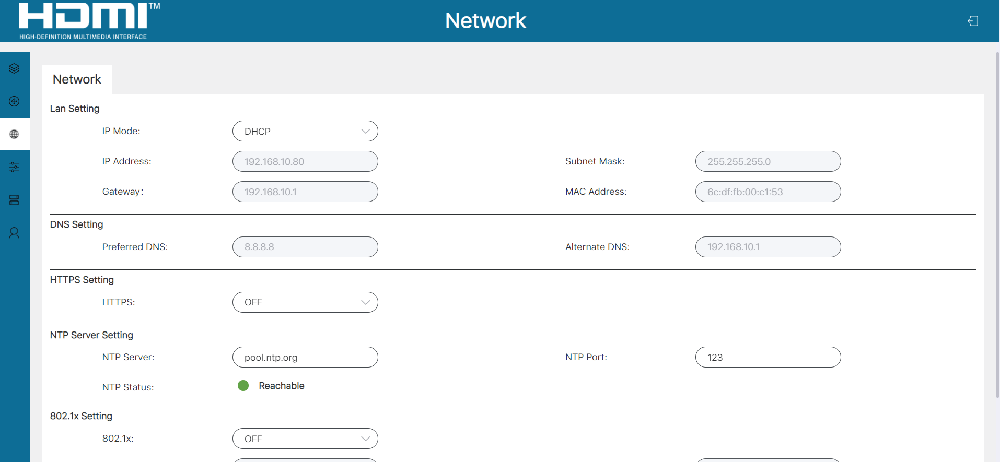 HDMI™
HIGH-DEFINITION MULTIMEDIA INTERFACE
Network
Network
Lan Setting
IP Mode: DHCP
IP Address: 192.168.10.80 Subnet Mask: 255.255.255.0
Gateway: 192.168.10.1 MAC Address: 6c:df:fb:00:c1:53
DNS Setting
Preferred DNS: 8.8.8.8 Alternate DNS: 192.168.10.1
HTTPS Setting
HTTPS: OFF
NTP Server Setting
NTP Server: pool.ntp.org NTP Port: 123
NTP Status: Reachable
802.1x Setting
802.1x: OFF